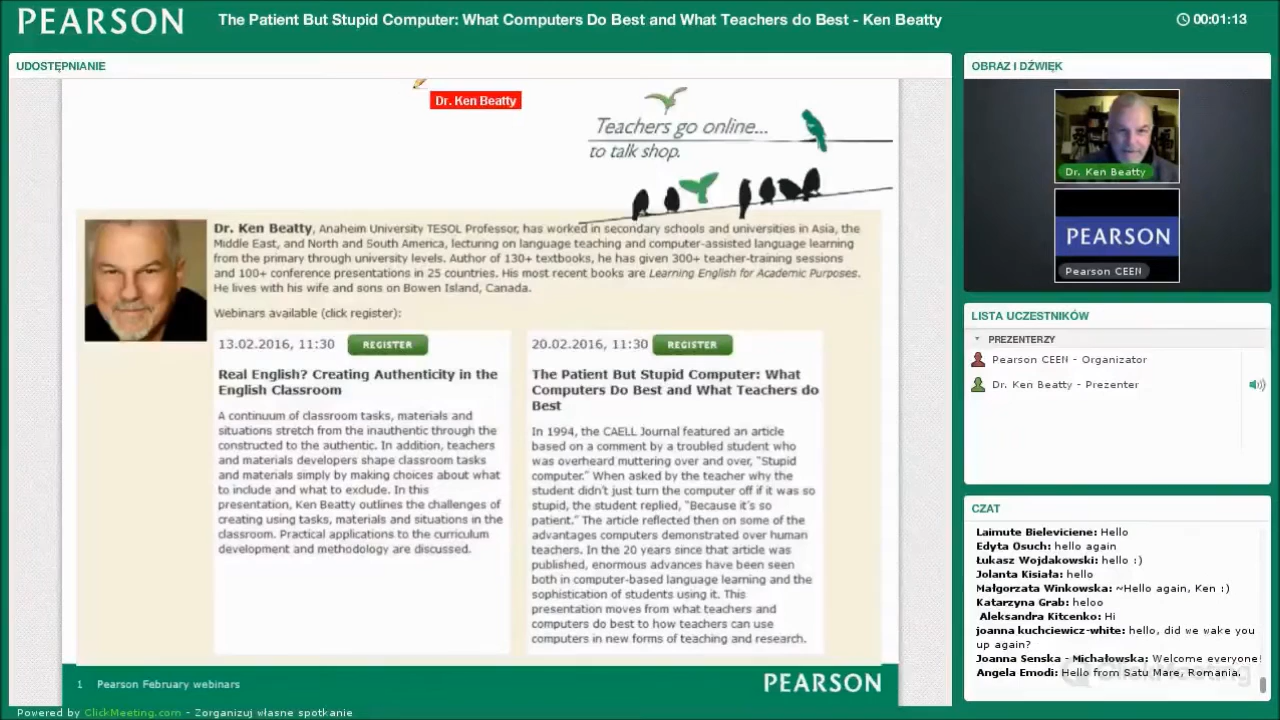 PEARSON
The Patient But Stupid Computer: What Computers Do Best and What Teachers do Best - Ken Beatty
00:01:13
UDOSTĘPNIANIE
Dr. Ken Beatty
Teachers go online...
to talk shop.
Dr. Ken Beatty, Anaheim University TESOL Professor, has worked in secondary schools and universities in Asia, the
Middle East, and North and South America, lecturing on language teaching and computer-assisted language learning
from the primary through university levels. Author of 130+ textbooks, he has given 300+ teacher-training sessions
and 100+ conference presentations in 25 countries. His most recent books are Learning English for Academic Purposes.
He lives with his wife and sons on Bowen Island, Canada.
Webinars available (click register):
13.02.2016, 11:30 REGISTER
Real English? Creating Authenticity in the
English Classroom
A continuum of classroom tasks, materials and
situations stretch from the inauthentic through the
constructed to the authentic. In addition, teachers
and materials developers shape classroom tasks
and materials simply by making choices about what
to include and what to exclude. In this
presentation, Ken Beatty outlines the challenges of
creating using tasks, materials and situations in the
classroom. Practical applications to the curriculum
development and methodology are discussed.
20.02.2016, 11:30 REGISTER
The Patient But Stupid Computer: What
Computers Do Best and What Teachers do
Best
In 1994, the CAELL Journal featured an article
based on a comment by a troubled student who
was overheard muttering over and over, "Stupid
computer." When asked by the teacher why the
student didn't just turn the computer off if it was so
stupid, the student replied, "Because it's so
patient." The article reflected then on some of the
advantages computers demonstrated over human
teachers. In the 20 years since that article was
published, enormous advances have been seen
both in computer-based language learning and the
sophistication of students using it. This
presentation moves from what teachers and
computers do best to how teachers can use
computers in new forms of teaching and research.
1 Pearson February webinars
PEARSON
OBRAZ I DŹWIĘK
Dr. Ken Beatty
PEARSON
Pearson CEEN
LISTA UCZESTNIKÓW
PREZENTERZY
Pearson CEEN - Organizator
Dr. Ken Beatty - Prezenter
CZAT
Laimute Bieleviciene: Hello
Edyta Osuch: hello again
Łukasz Wojdakowski: hello :)
Jolanta Kisiała: hello
Małgorzata Winkowska: ~Hello again, Ken :)
Katarzyna Grab: heloo
Aleksandra Kitcenko: Hi
joanna kuchciewicz-white: hello, did we wake you
up again?
Joanna Senska - Michałowska: Welcome everyone!
Angela Emodi: Hello from Satu Mare, Romania.
ClickMeeting
Powered by ClickMeeting.com - Zorganizuj własne spotkanie